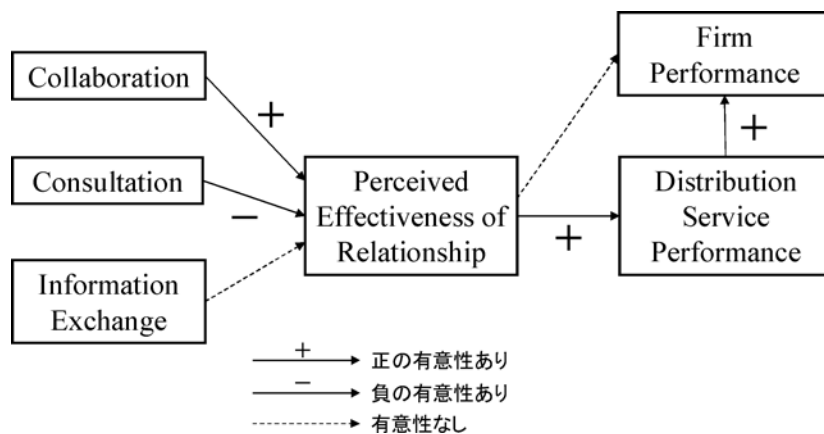 Collaboration
+
Consultation
−
Information
Exchange
Perceived
Effectiveness of
Relationship
+
Firm
Performance
+
Distribution
Service
Performance
+
正の有意性あり
−
負の有意性あり
有意性なし